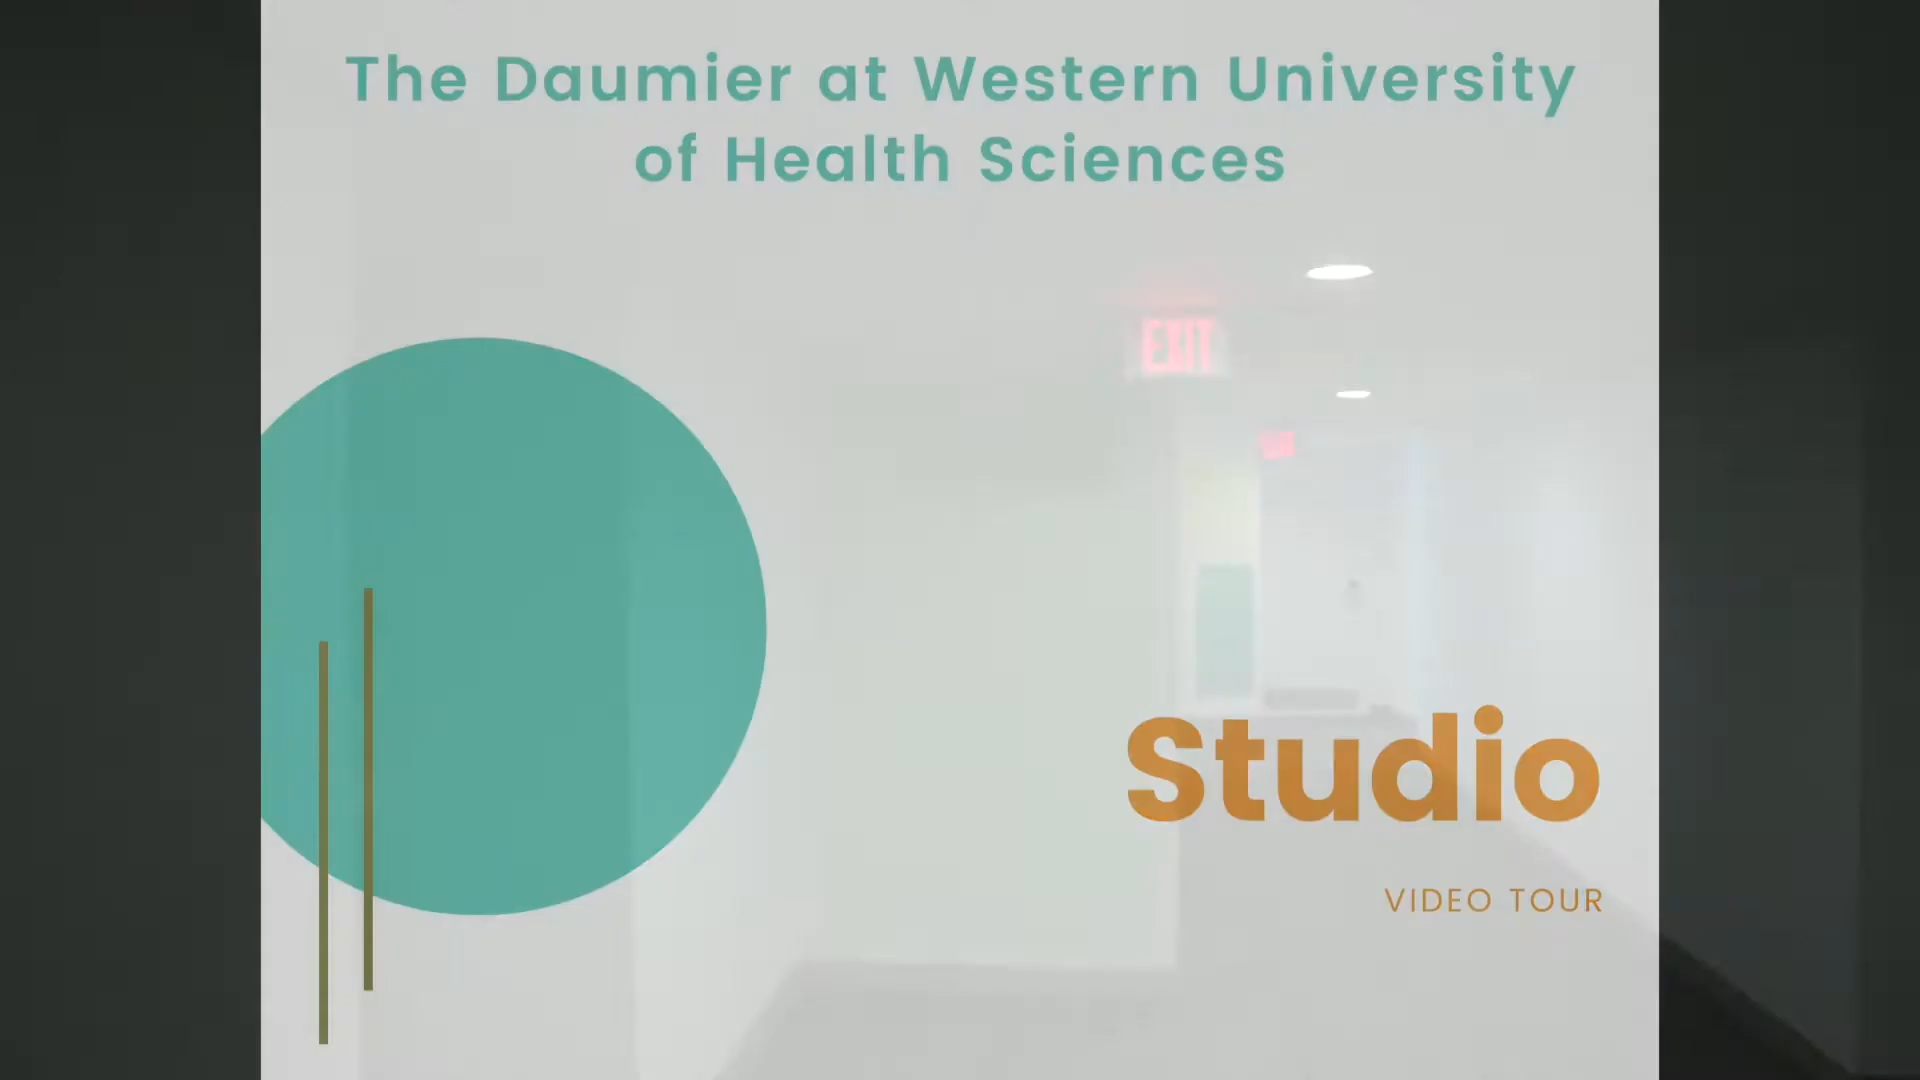 The Daumier at Western University
of Health Sciences
EXIT
Studio
VIDEO TOUR